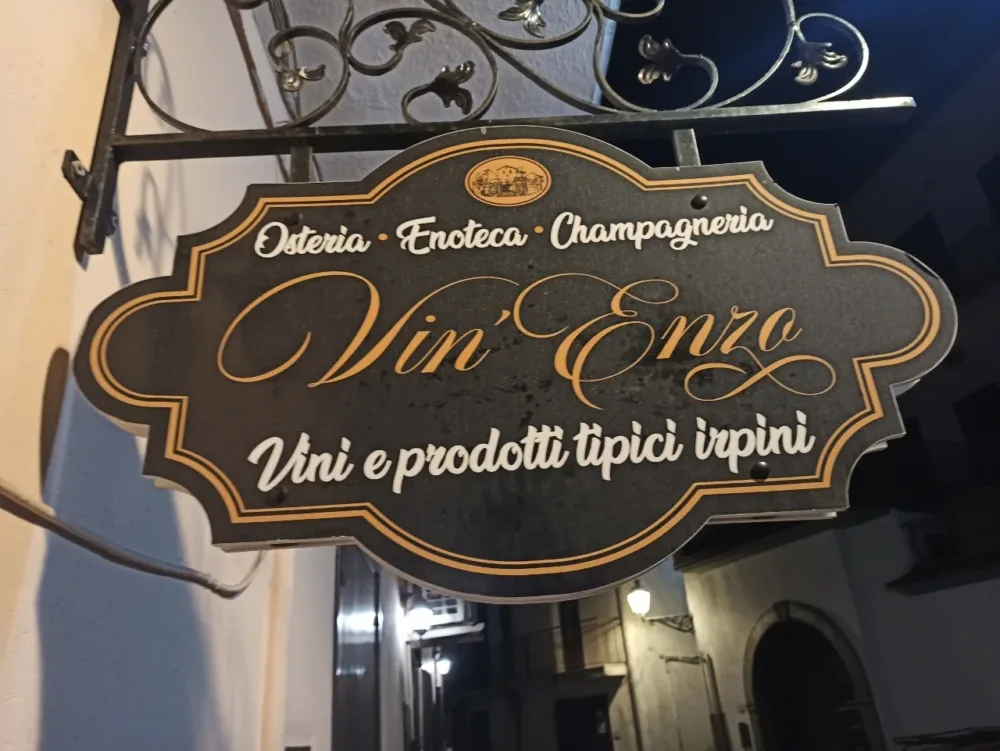 Osteria • Enoteca • Champagneria
Vin' Enzo
Vini e prodotti tipici irpini